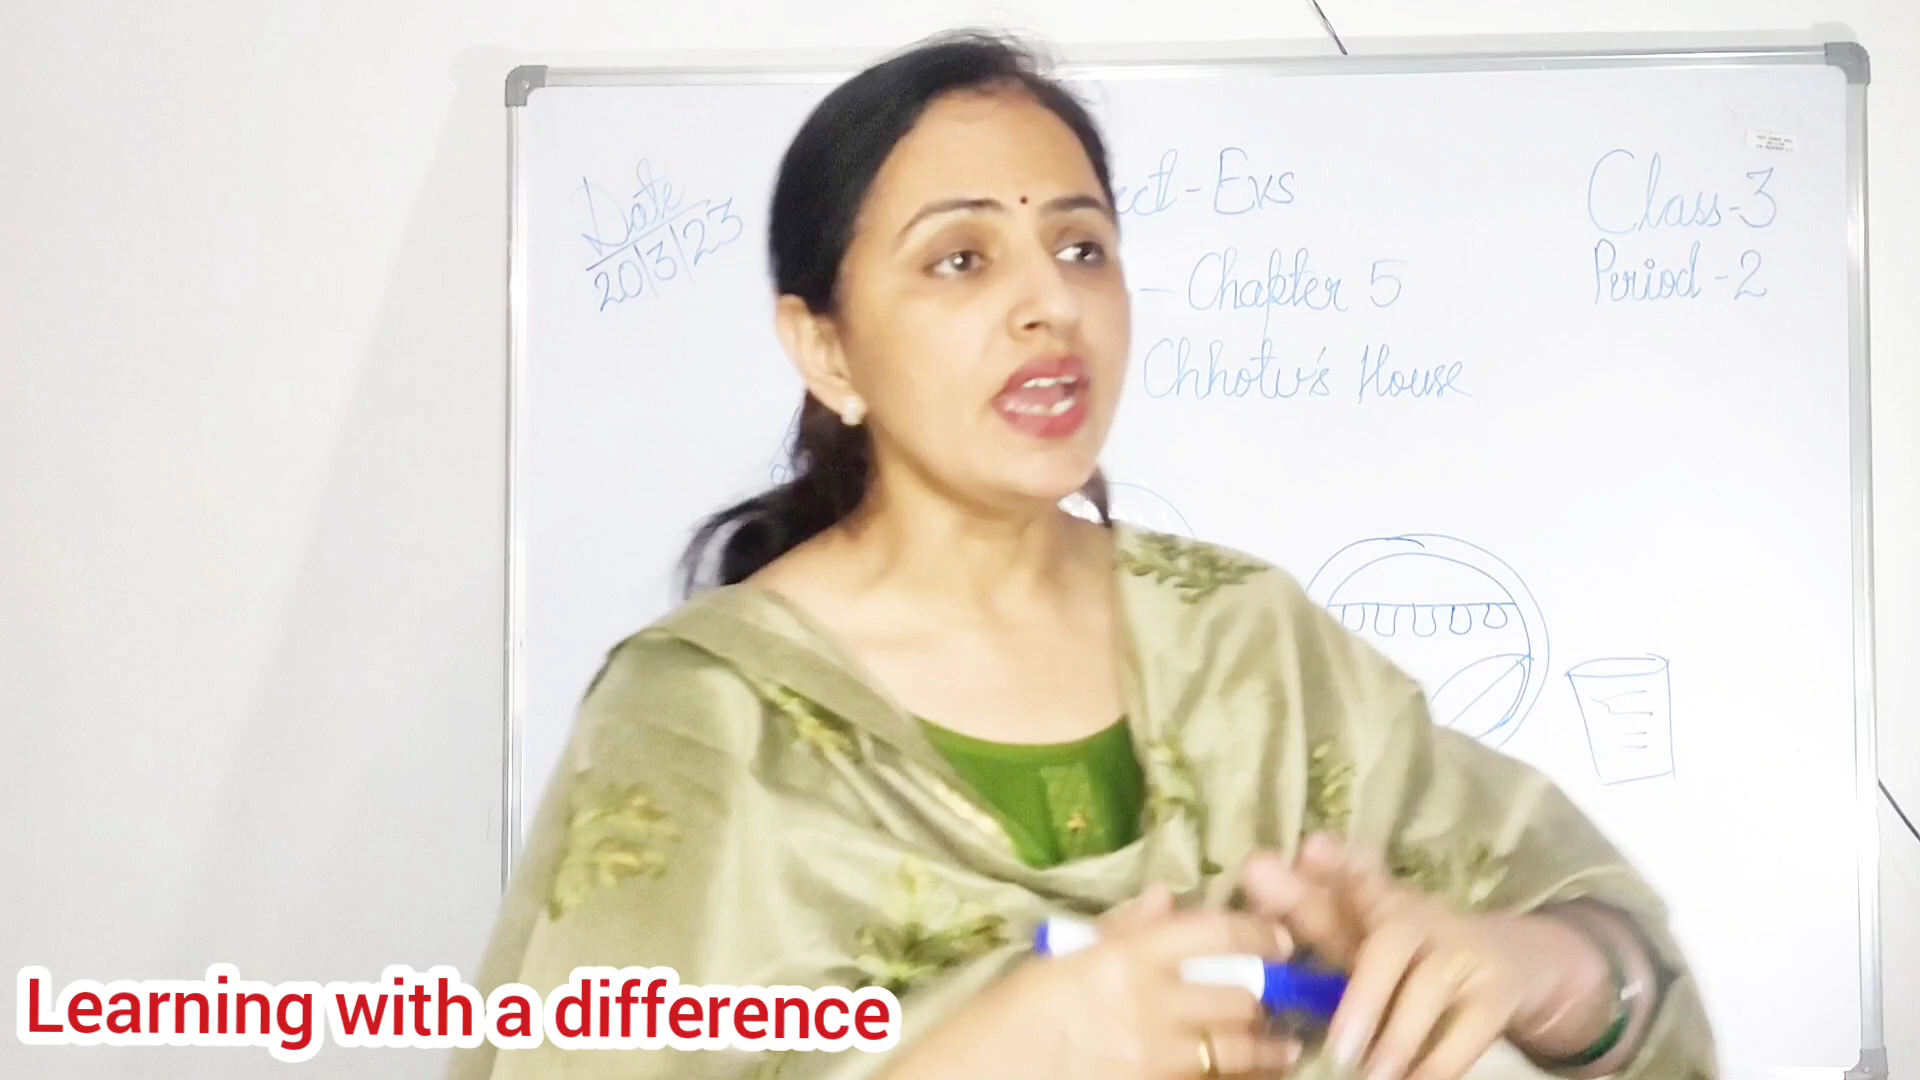 Date
20/3/23
- Evs
Class-3
- Chapter 5
Period - 2
Chhotu's House
Learning with a difference